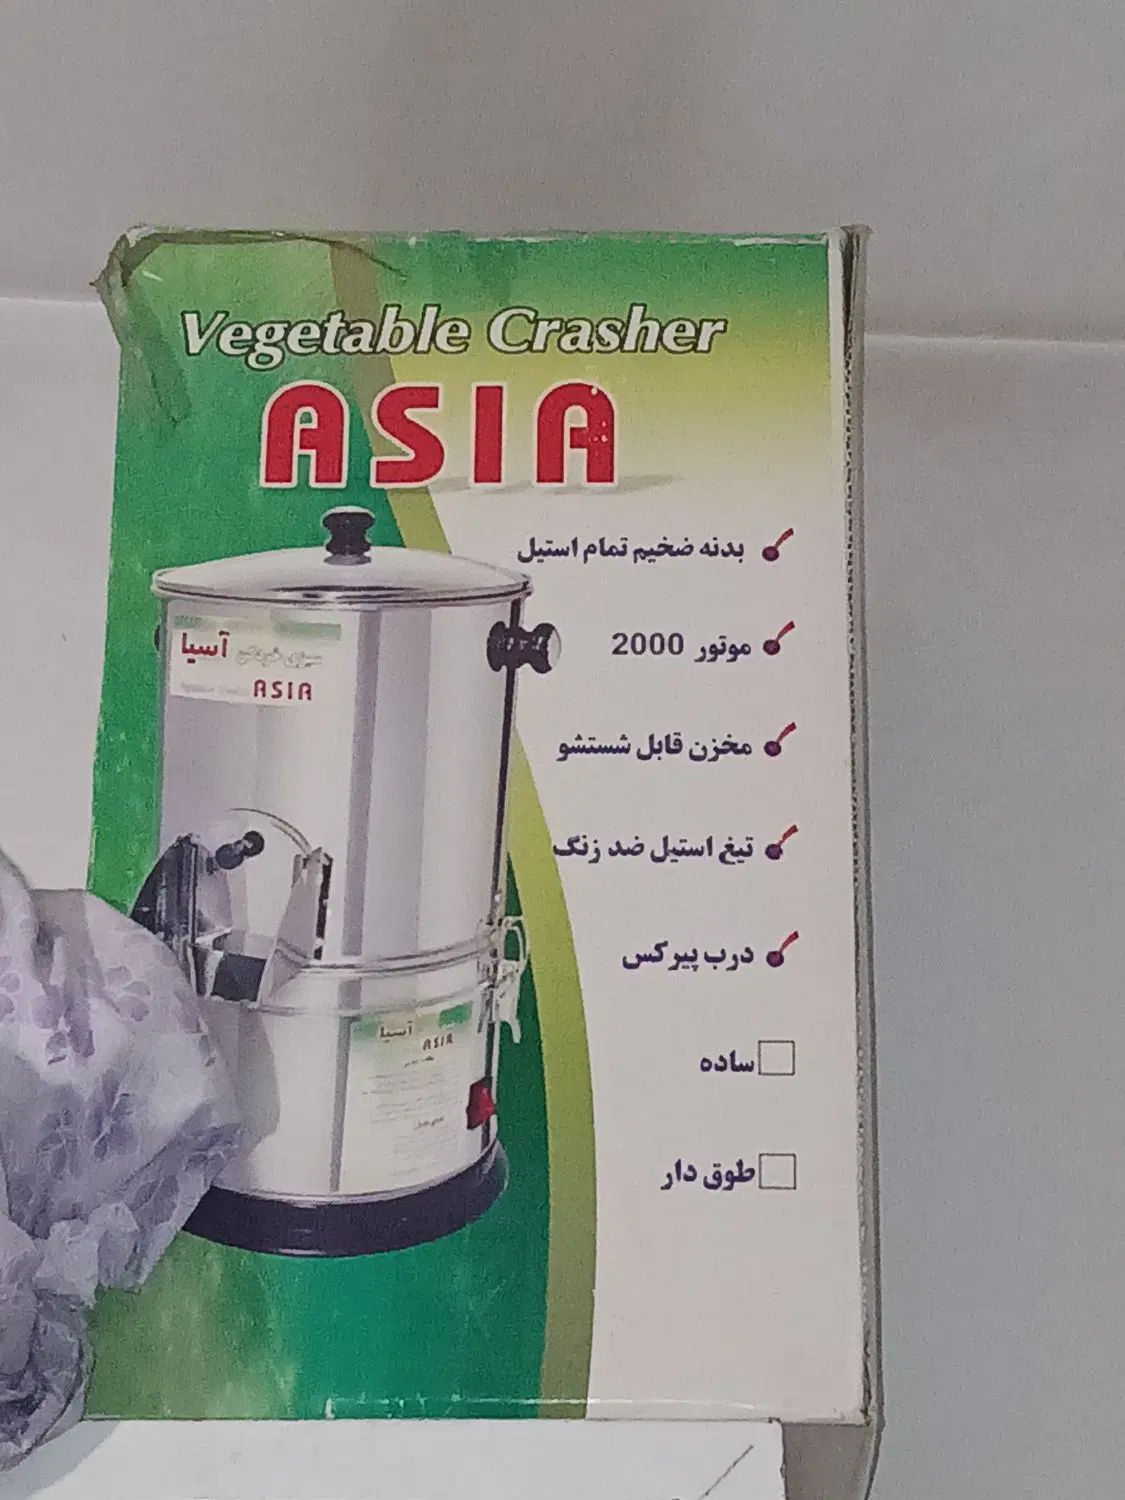 Vegetable Crasher
ASIA
بدنه ضخیم تمام استیل
موتور 2000
مخزن قابل شستشو
تیغ استیل ضد زنگ
درب پیرکس
ساده
طوق دار
آسیا
ASIA
آسیا
ASIA